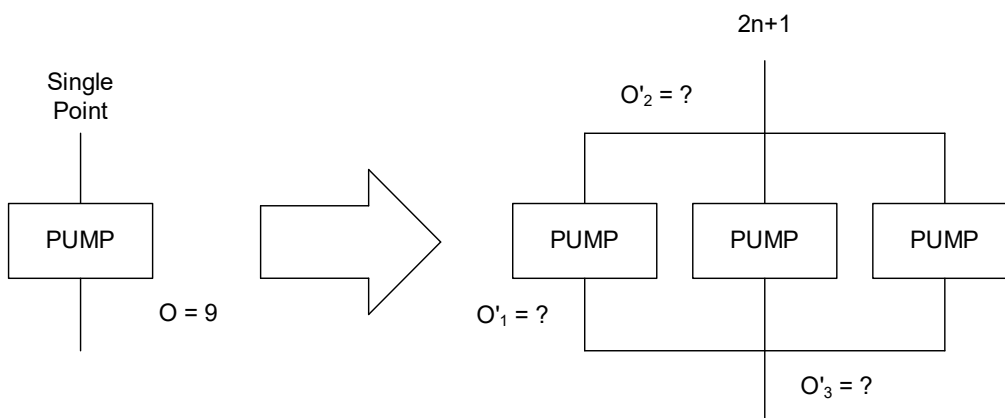 2n+1
Single
Point
O'₂ = ?
PUMP
PUMP
PUMP
PUMP
O = 9
O'₁ = ?
O'₃ = ?